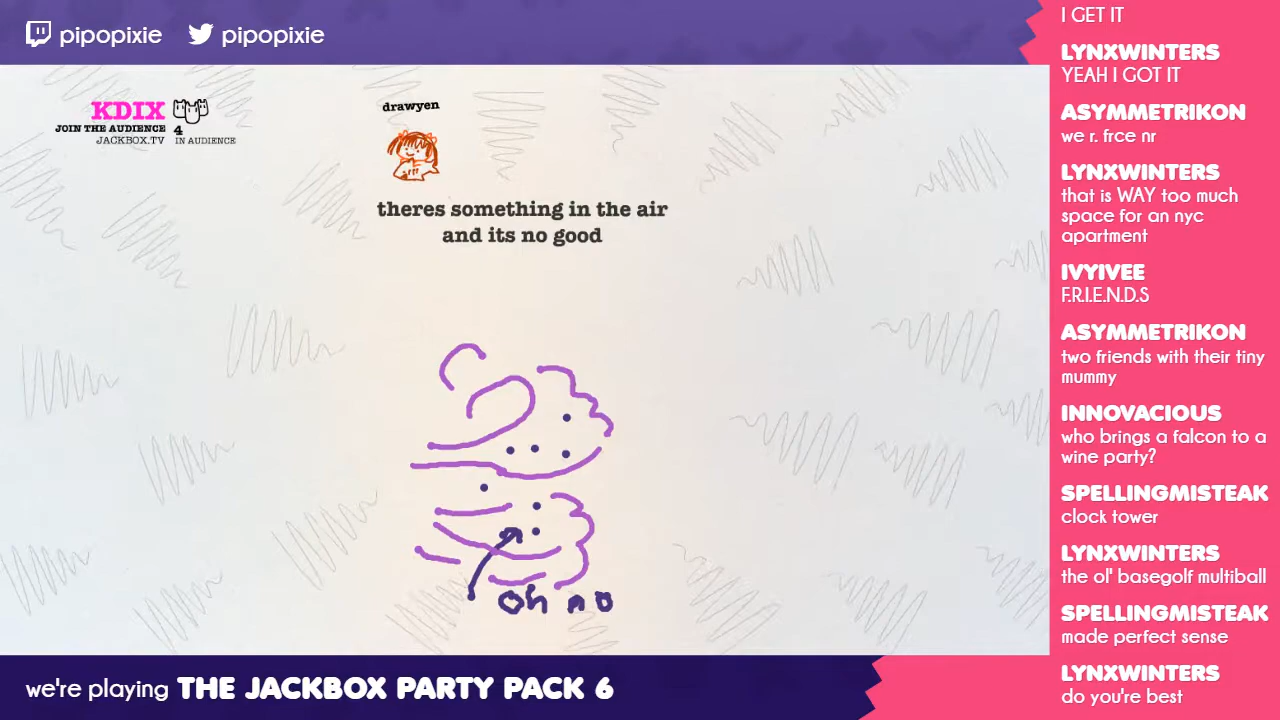 pipopixie pipopixie
KDIX
JOIN THE AUDIENCE 4
JACKBOX.TV IN AUDIENCE
drawyen
theres something in the air
and its no good
oh no
we're playing THE JACKBOX PARTY PACK 6
I GET IT
LYNXWINTERS
YEAH I GOT IT
ASYMMETRIKON
we r. frce nr
LYNXWINTERS
that is WAY too much
space for an nyc
apartment
IVYIVEE
F.R.I.E.N.D.S
ASYMMETRIKON
two friends with their tiny
mummy
INNOVACIOUS
who brings a falcon to a
wine party?
SPELLINGMISTEAK
clock tower
LYNXWINTERS
the ol' basegolf multiball
SPELLINGMISTEAK
made perfect sense
LYNXWINTERS
do you're best